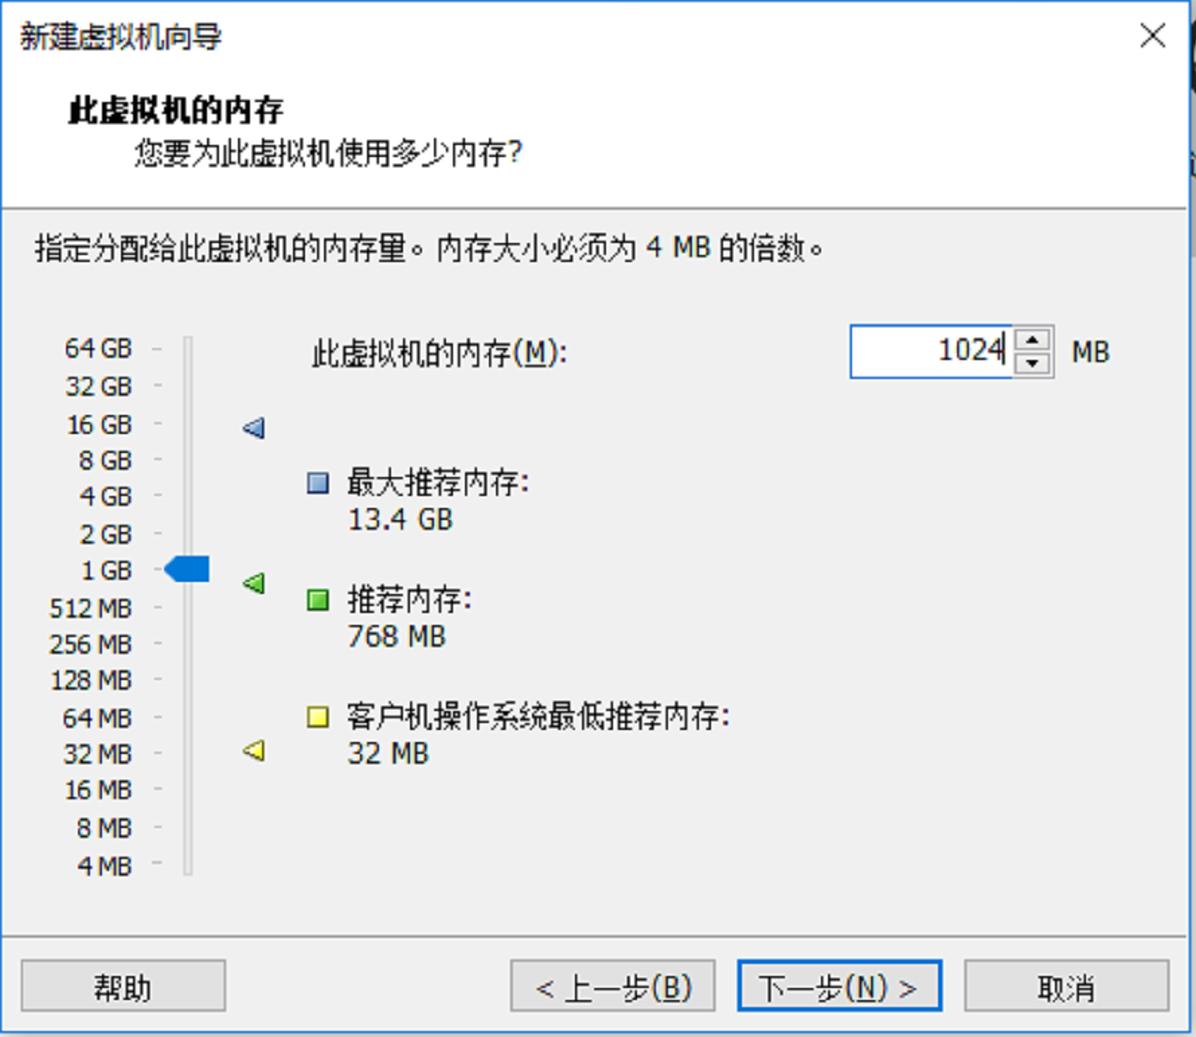 新建虚拟机向导
此虚拟机的内存
您要为此虚拟机使用多少内存?
指定分配给此虚拟机的内存量。内存大小必须为 4 MB 的倍数。
64 GB
32 GB
16 GB
8 GB
4 GB
2 GB
1 GB
512 MB
256 MB
128 MB
64 MB
32 MB
16 MB
8 MB
4 MB
此虚拟机的内存(M): 1024 MB
最大推荐内存:
13.4 GB
推荐内存:
768 MB
客户机操作系统最低推荐内存:
32 MB
帮助 < 上一步(B) 下一步(N) > 取消